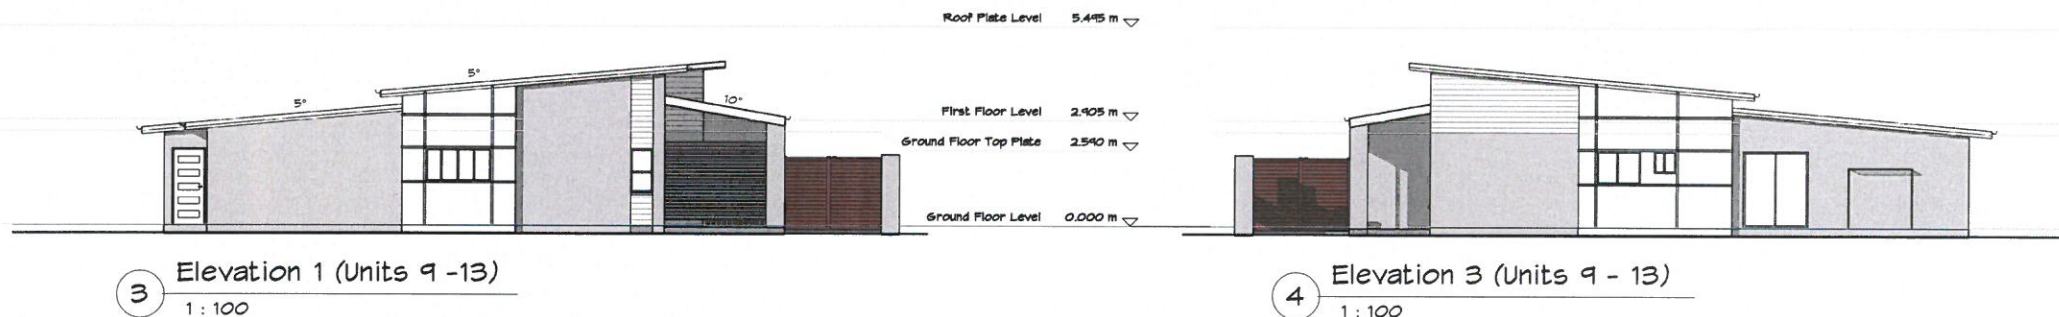 Roof Plate Level 5.495 m
5°
5°
10°
First Floor Level 2.905 m
Ground Floor Top Plate 2.590 m
Ground Floor Level 0.000 m
3 Elevation 1 (Units 9 -13)
1 : 100
4 Elevation 3 (Units 9 - 13)
1 : 100